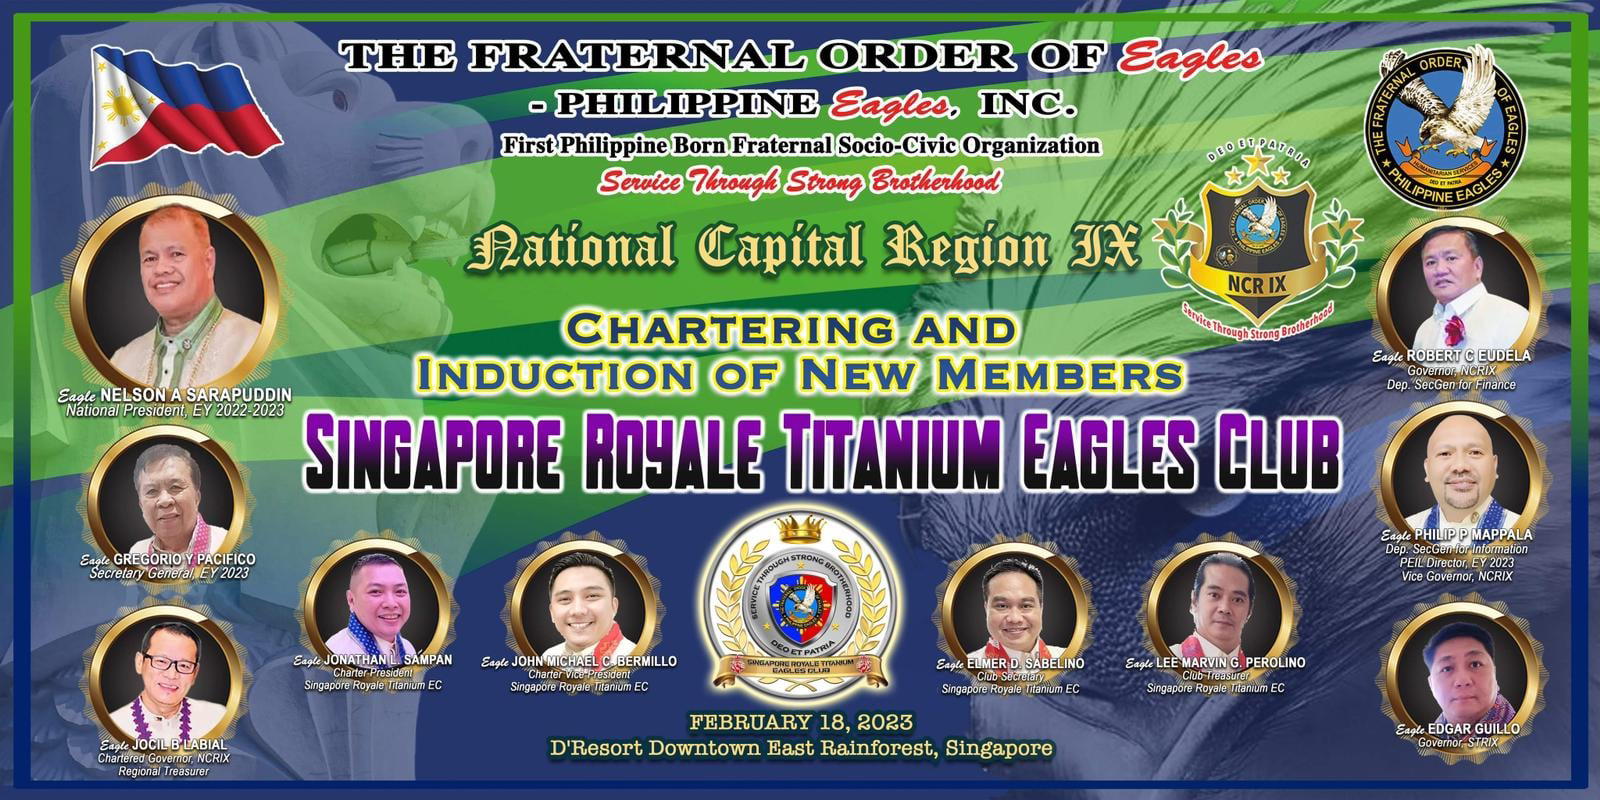 THE FRATERNAL ORDER OF Eagles
- PHILIPPINE Eagles, INC.
First Philippine Born Fraternal Socio-Civic Organization
Service Through Strong Brotherhood
National Capital Region IX
THE FRATERNAL ORDER OF EAGLES
HUMANITARIAN SERVICES
DEO ET PATRIA
★ PHILIPPINE EAGLES ★
DEO ET PATRIA
FRATERNAL ORDER OF EAGLES
PHILIPPINE EAGLES
NCR IX
Service Through Strong Brotherhood
CHARTERING AND
INDUCTION OF NEW MEMBERS
SINGAPORE ROYALE TITANIUM EAGLES CLUB
Eagle NELSON A SARAPUDDIN
National President, EY 2022-2023
Eagle ROBERT C EUDELA
Governor, NCRIX
Dep. SecGen for Finance
Eagle GREGORIO Y PACIFICO
Secretary General, EY 2023
Eagle PHILIP P MAPPALA
Dep. SecGen for Information
PEIL Director, EY 2023
Vice Governor, NCRIX
Eagle JOCIL B LABIAL
Chartered Governor, NCRIX
Regional Treasurer
Eagle JONATHAN L. SAMPAN
Charter President
Singapore Royale Titanium EC
Eagle JOHN MICHAEL C. BERMILLO
Charter Vice President
Singapore Royale Titanium EC
SERVICE THROUGH STRONG BROTHERHOOD
DEO ET PATRIA
SINGAPORE ROYALE TITANIUM
EAGLES CLUB
Eagle ELMER D. SABELINO
Club Secretary
Singapore Royale Titanium EC
Eagle LEE MARVIN G. PEROLINO
Club Treasurer
Singapore Royale Titanium EC
Eagle EDGAR GUILLO
Governor, STRIX
FEBRUARY 18, 2023
D'Resort Downtown East Rainforest, Singapore